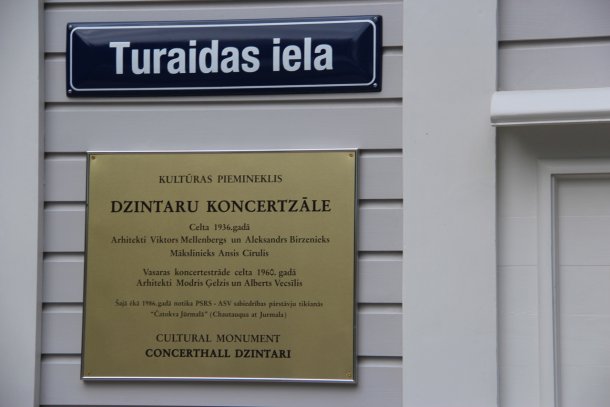 Turaidas iela
KULTŪRAS PIEMINEKLIS
DZINTARU KONCERTZĀLE
Celta 1936.gadā
Arhitekti Viktors Mellenbergs un Aleksandrs Birzenieks
Mākslinieks Ansis Cīrulis
Vasaras koncertestrāde celta 1960. gadā
Arhitekti Modris Ģelzis un Alberts Vecsīlis
Šajā ēkā 1986.gadā notika PSRS - ASV sabiedrības pārstāvju tikšanās
"Čatokva Jūrmalā" (Chautauqua at Jurmala)
CULTURAL MONUMENT
CONCERTHALL DZINTARI